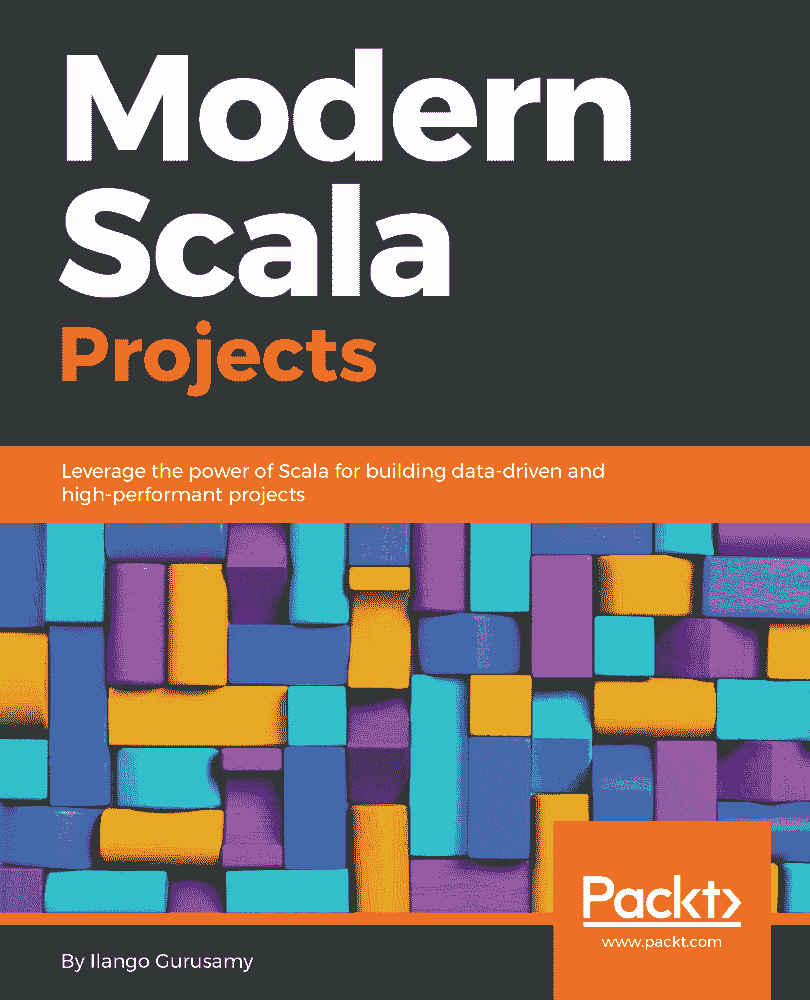 Modern
Scala
Projects
Leverage the power of Scala for building data-driven and
high-performant projects
Packt>
www.packt.com
By Ilango Gurusamy